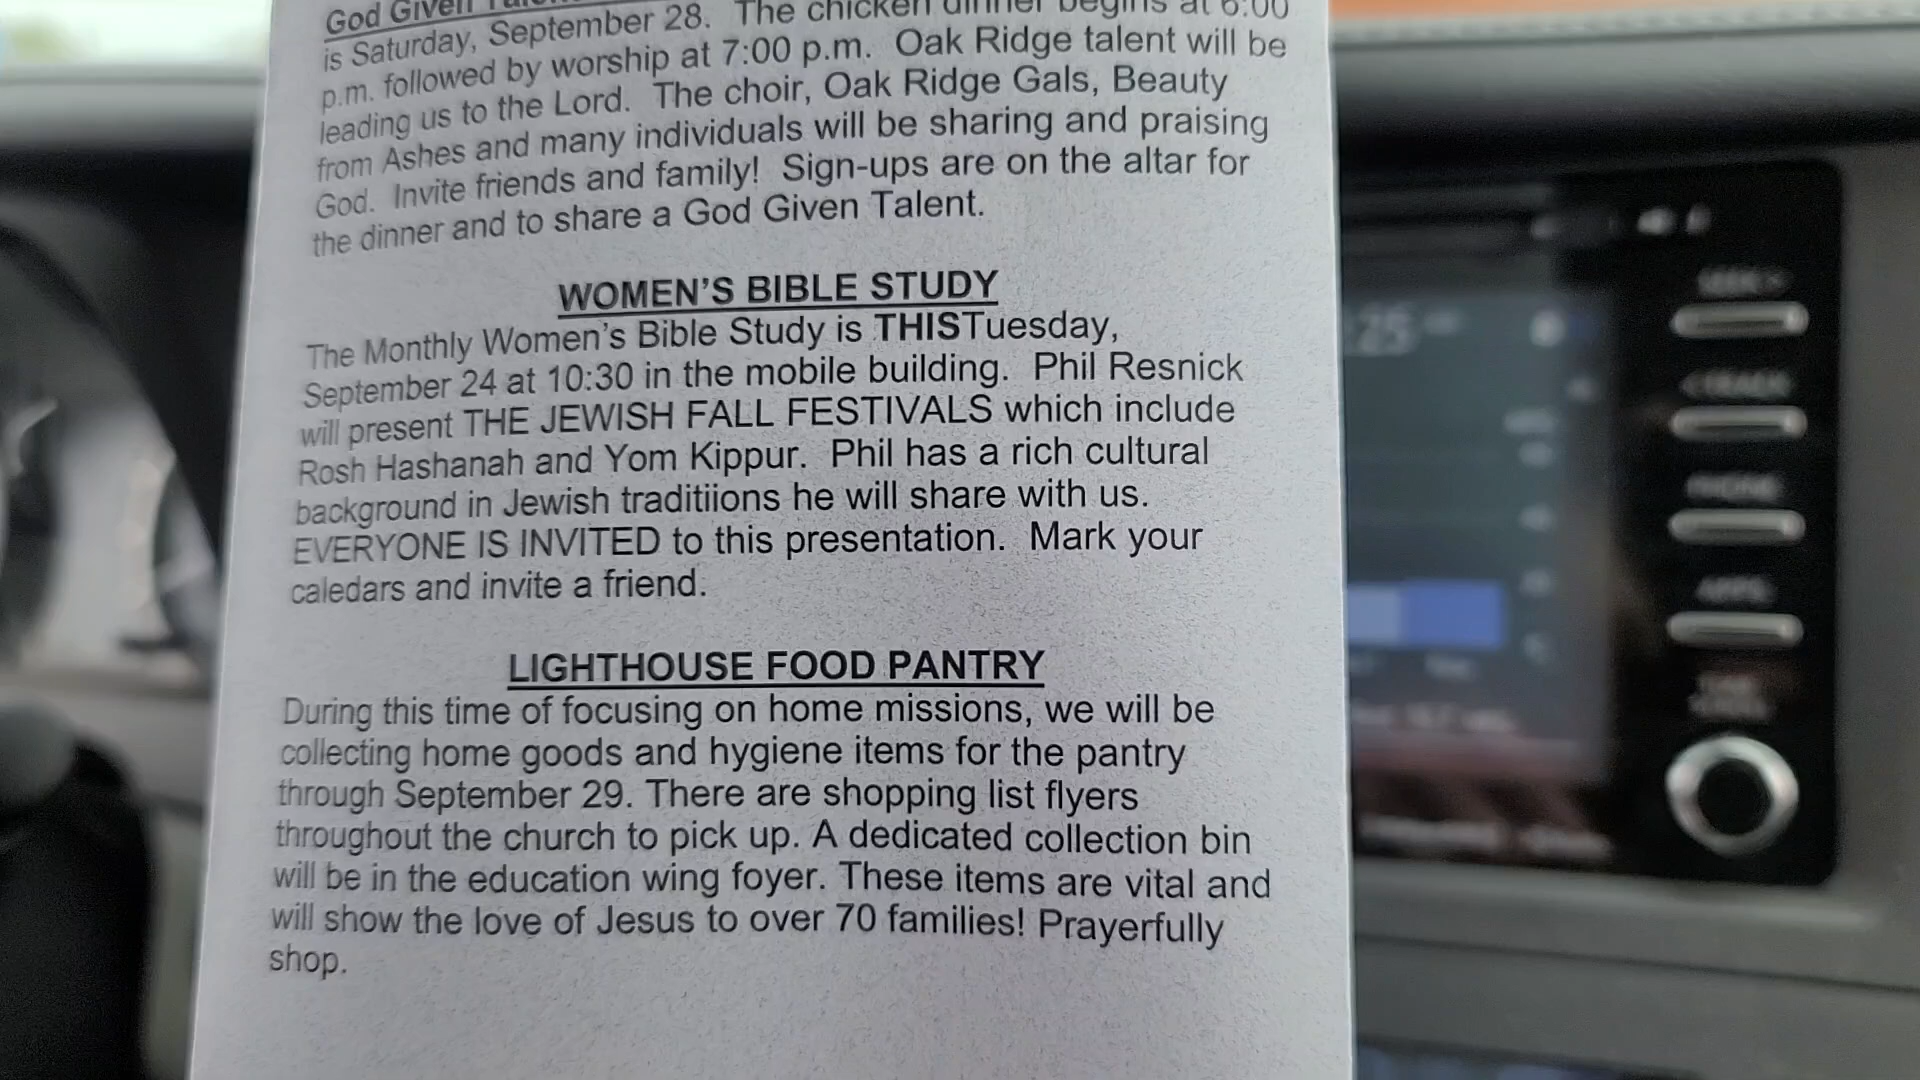 God Given
is Saturday, September 28. The chicken dinner begins at 6:00
p.m. followed by worship at 7:00 p.m. Oak Ridge talent will be
leading us to the Lord. The choir, Oak Ridge Gals, Beauty
from Ashes and many individuals will be sharing and praising
God. Invite friends and family! Sign-ups are on the altar for
the dinner and to share a God Given Talent.
WOMEN'S BIBLE STUDY
The Monthly Women's Bible Study is THISTuesday,
September 24 at 10:30 in the mobile building. Phil Resnick
will present THE JEWISH FALL FESTIVALS which include
Rosh Hashanah and Yom Kippur. Phil has a rich cultural
background in Jewish traditiions he will share with us.
EVERYONE IS INVITED to this presentation. Mark your
caledars and invite a friend.
LIGHTHOUSE FOOD PANTRY
During this time of focusing on home missions, we will be
collecting home goods and hygiene items for the pantry
through September 29. There are shopping list flyers
throughout the church to pick up. A dedicated collection bin
will be in the education wing foyer. These items are vital and
will show the love of Jesus to over 70 families! Prayerfully
shop.
:25
SEEK >
< TRACK
PHONE